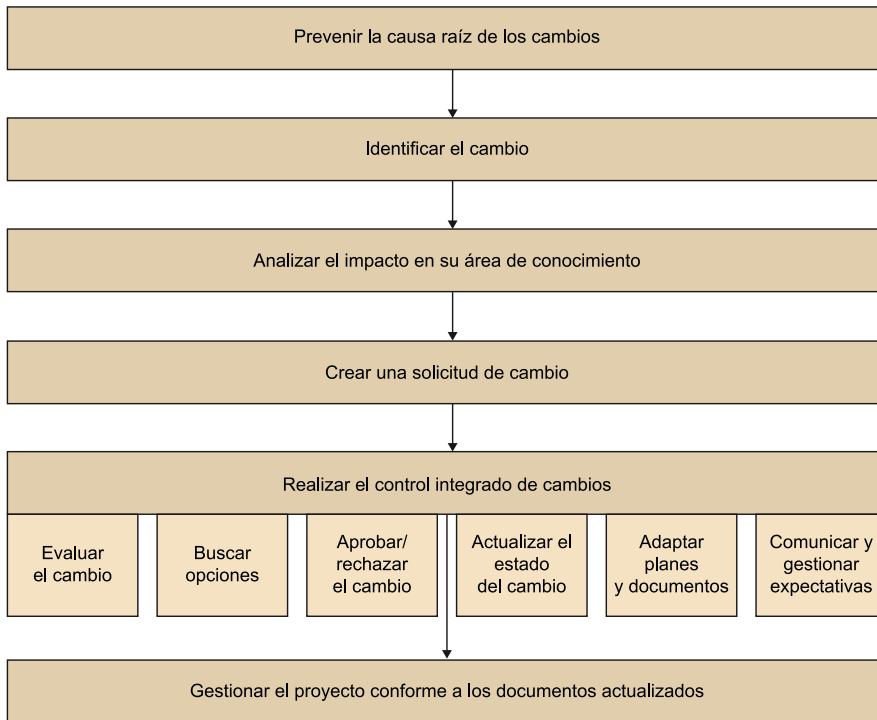 Prevenir la causa raíz de los cambios
Identificar el cambio
Analizar el impacto en su área de conocimiento
Crear una solicitud de cambio
Realizar el control integrado de cambios
Evaluar
el cambio
Buscar
opciones
Aprobar/
rechazar
el cambio
Actualizar el
estado
del cambio
Adaptar
planes
y documentos
Comunicar y
gestionar
expectativas
Gestionar el proyecto conforme a los documentos actualizados